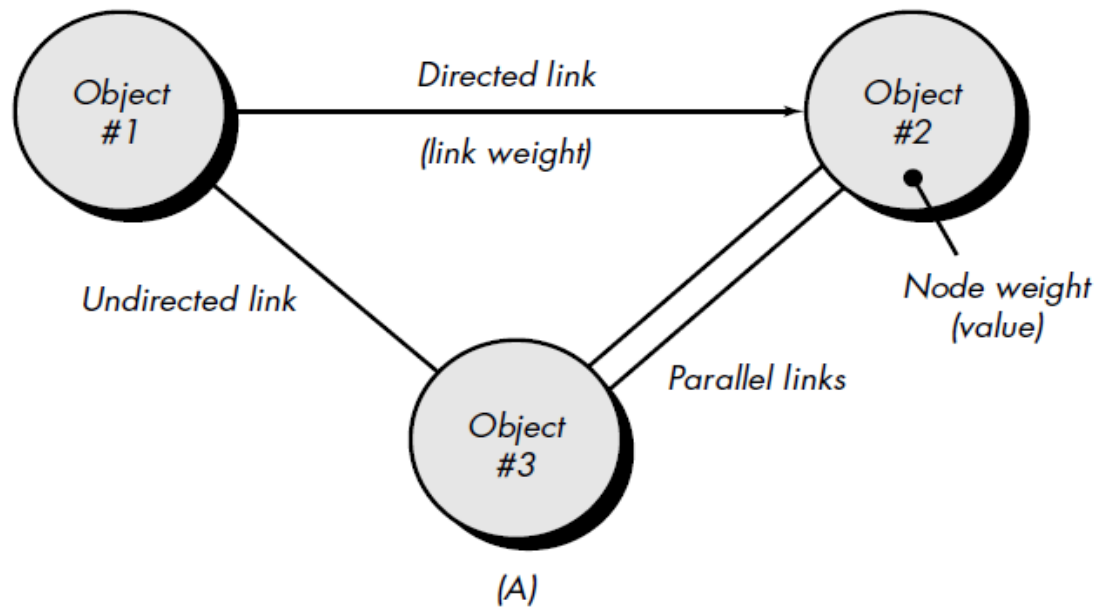 Object
#1
Directed link
(link weight)
Object
#2
Undirected link
Node weight
(value)
Parallel links
Object
#3
(A)